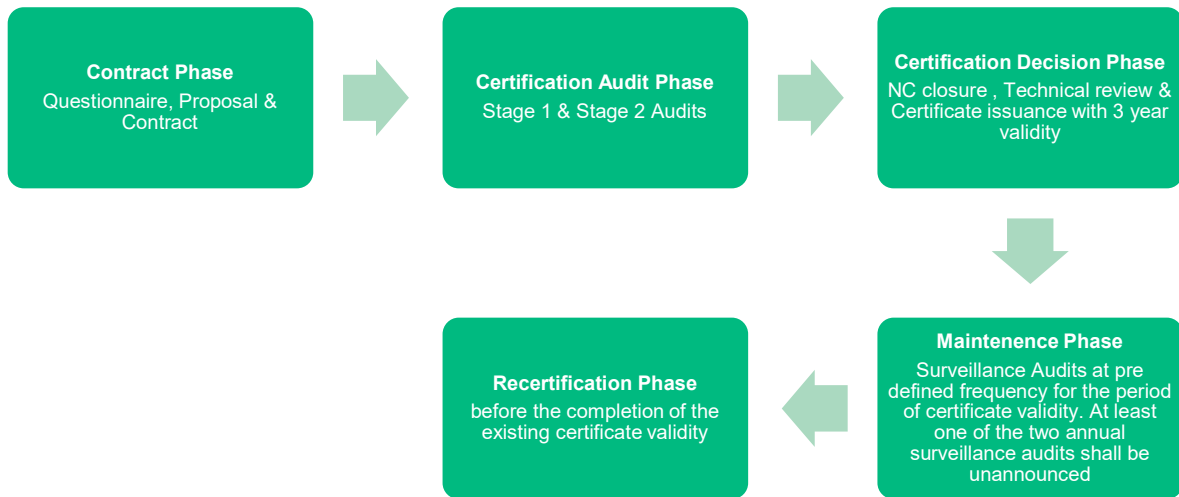 Contract Phase
Questionnaire, Proposal &
Contract
Certification Audit Phase
Stage 1 & Stage 2 Audits
Certification Decision Phase
NC closure , Technical review &
Certificate issuance with 3 year
validity
Maintenence Phase
Surveillance Audits at pre
defined frequency for the period
of certificate validity. At least
one of the two annual
surveillance audits shall be
unannounced
Recertification Phase
before the completion of the
existing certificate validity